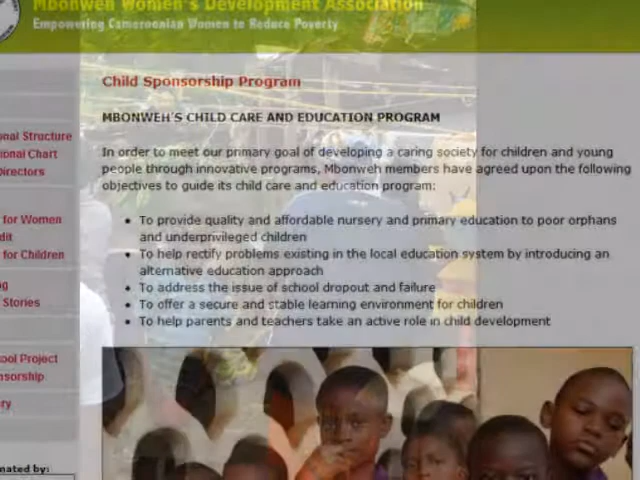 Mbonweh Women's Development Association
Empowering Cameroonian Women to Reduce Poverty
Child Sponsorship Program
MBONWEH'S CHILD CARE AND EDUCATION PROGRAM
onal Structure
ional Chart
Directors
In order to meet our primary goal of developing a caring society for children and young
people through innovative programs, Mbonweh members have agreed upon the following
objectives to guide its child care and education program:
for Women
dit
for Children
• To provide quality and affordable nursery and primary education to poor orphans
and underprivileged children
• To help rectify problems existing in the local education system by introducing an
alternative education approach
• To address the issue of school dropout and failure
• To offer a secure and stable learning environment for children
• To help parents and teachers take an active role in child development
Stories
ool Project
nsorship
ry
nated by: